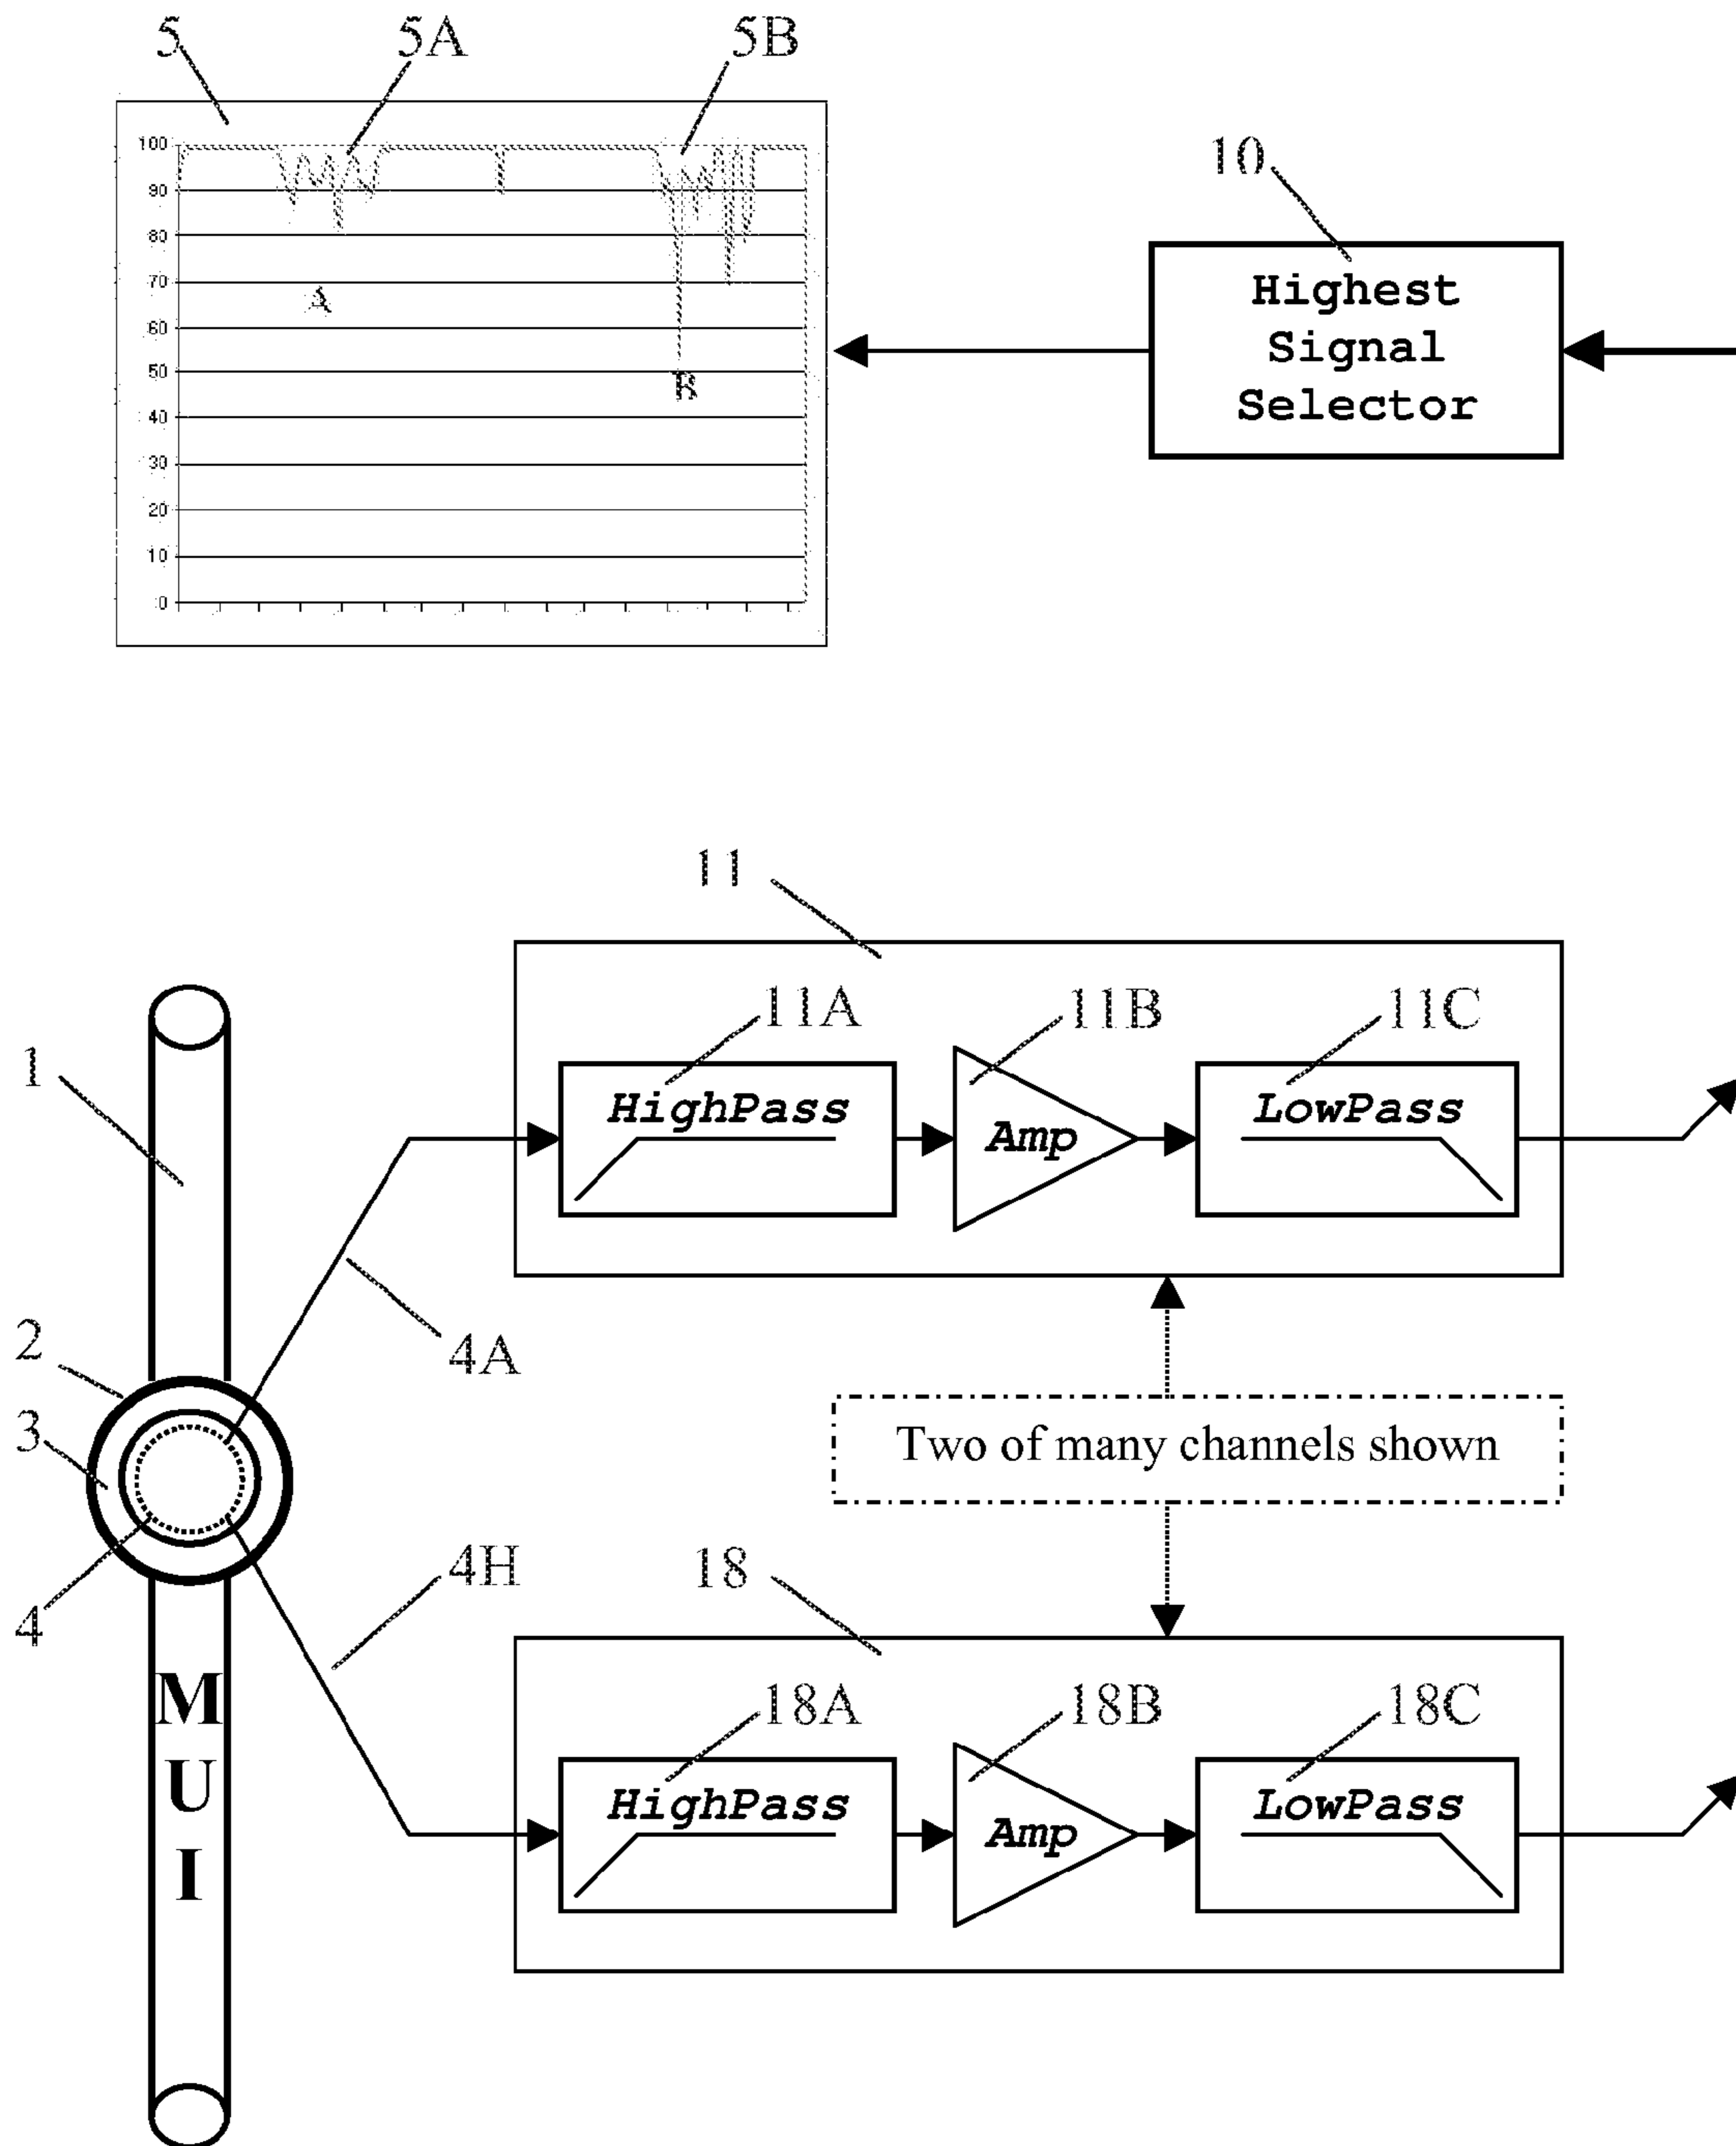 5 5A 5B
100
90
80
70
60
50
40
30
20
10
0
A
B
10
Highest
Signal
Selector
11
11A 11B 11C
HighPass
Amp
LowPass
1
2
3
4
4A
4H
Two of many channels shown
18
18A 18B 18C
HighPass
Amp
LowPass
M
U
I